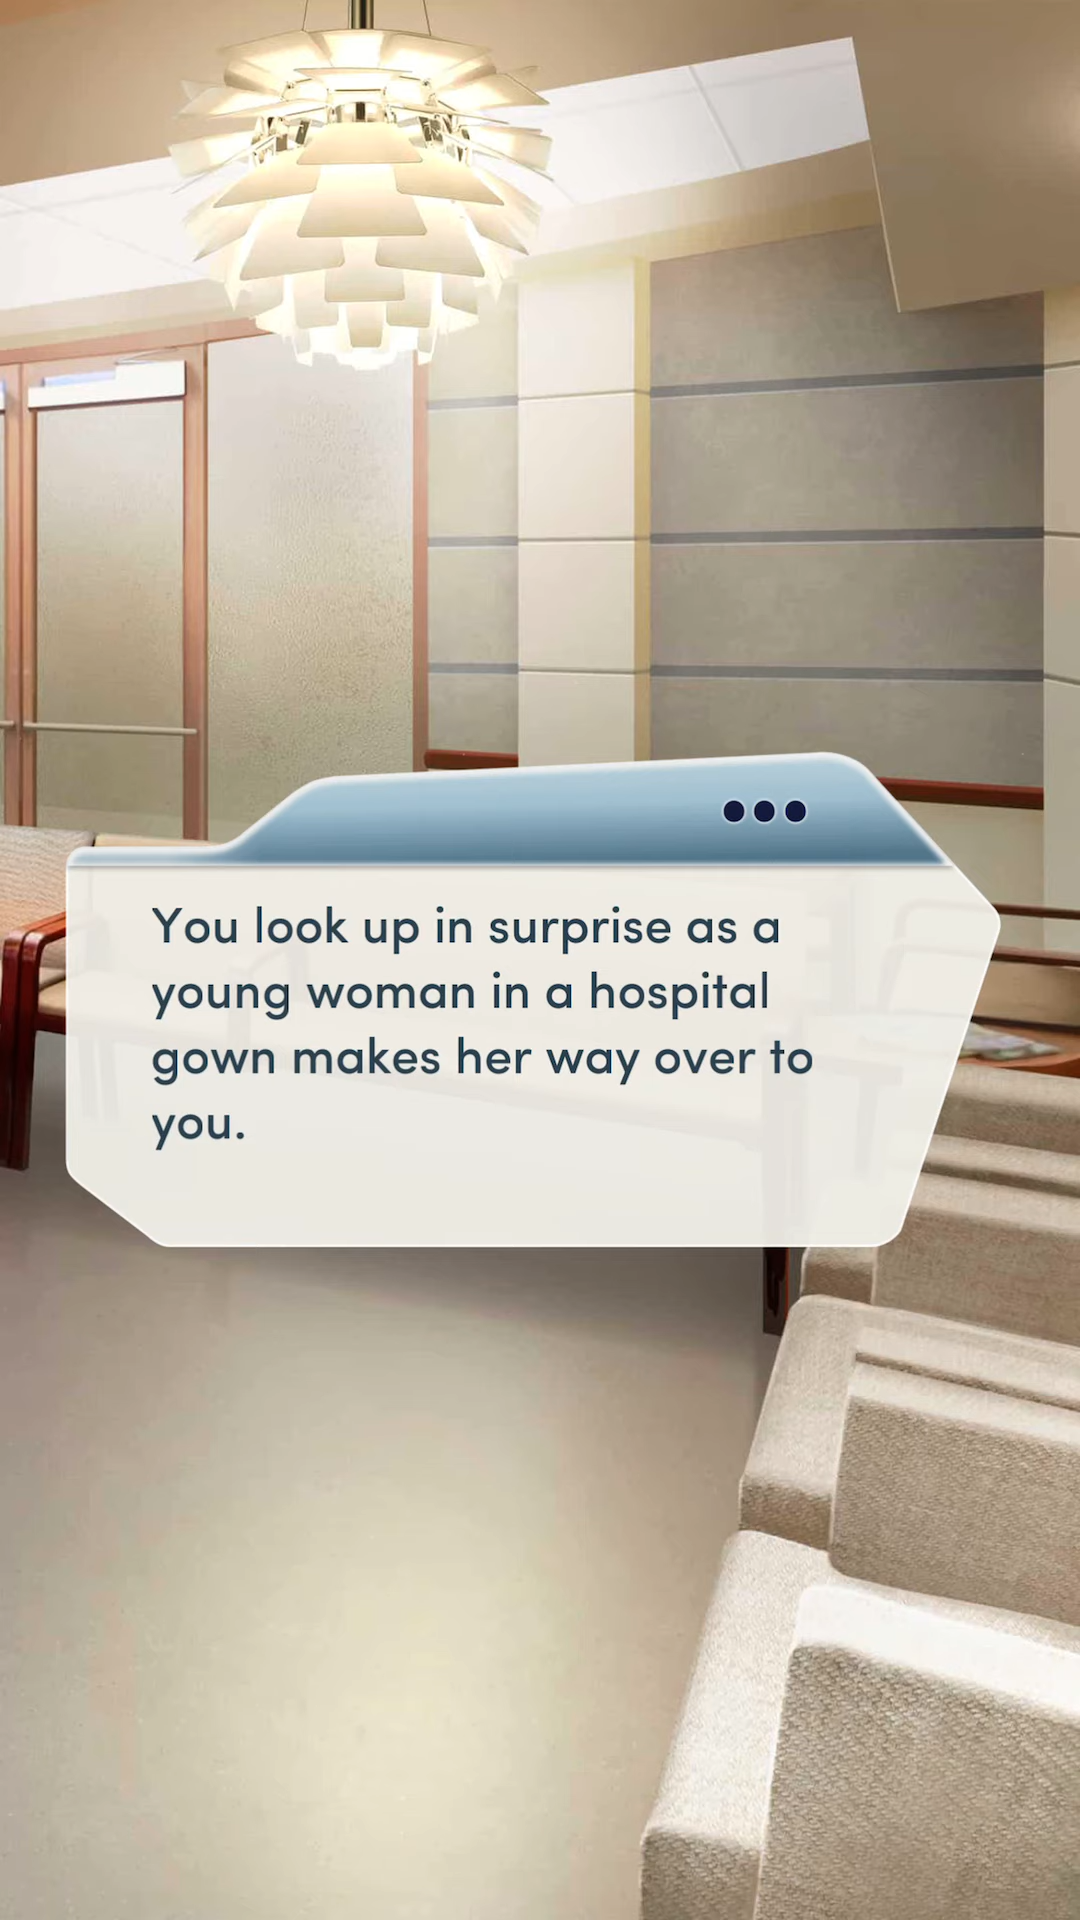 You look up in surprise as a
young woman in a hospital
gown makes her way over to
you.